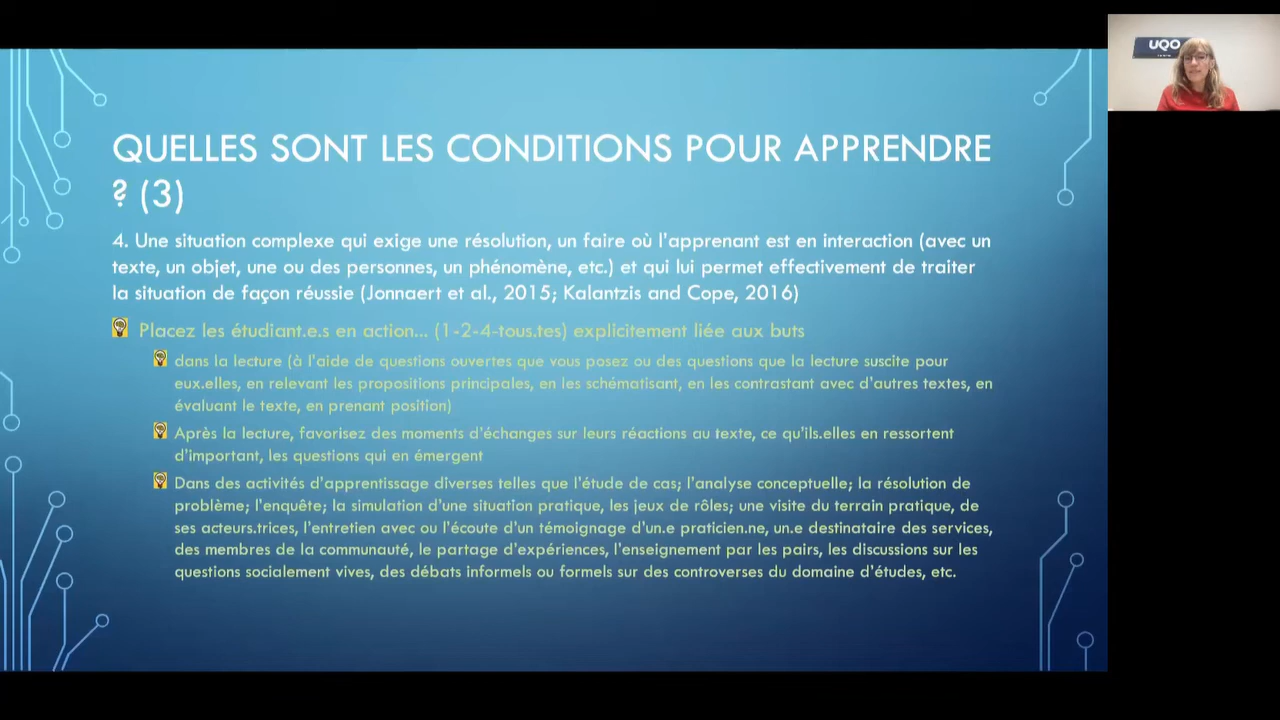 UQO
QUELLES SONT LES CONDITIONS POUR APPRENDRE
? (3)
4. Une situation complexe qui exige une résolution, un faire où l'apprenant est en interaction (avec un
texte, un objet, une ou des personnes, un phénomène, etc.) et qui lui permet effectivement de traiter
la situation de façon réussie (Jonnaert et al., 2015; Kalantzis and Cope, 2016)
Placez les étudiant.e.s en action... (1-2-4-tous.tes) explicitement liée aux buts
dans la lecture (à l'aide de questions ouvertes que vous posez ou des questions que la lecture suscite pour
eux.elles, en relevant les propositions principales, en les schématisant, en les contrastant avec d'autres textes, en
évaluant le texte, en prenant position)
Après la lecture, favorisez des moments d'échanges sur leurs réactions au texte, ce qu'ils.elles en ressortent
d'important, les questions qui en émergent
Dans des activités d'apprentissage diverses telles que l'étude de cas; l'analyse conceptuelle; la résolution de
problème; l'enquête; la simulation d'une situation pratique, les jeux de rôles; une visite du terrain pratique, de
ses acteurs.trices, l'entretien avec ou l'écoute d'un témoignage d'un.e praticien.ne, un.e destinataire des services,
des membres de la communauté, le partage d'expériences, l'enseignement par les pairs, les discussions sur les
questions socialement vives, des débats informels ou formels sur des controverses du domaine d'études, etc.